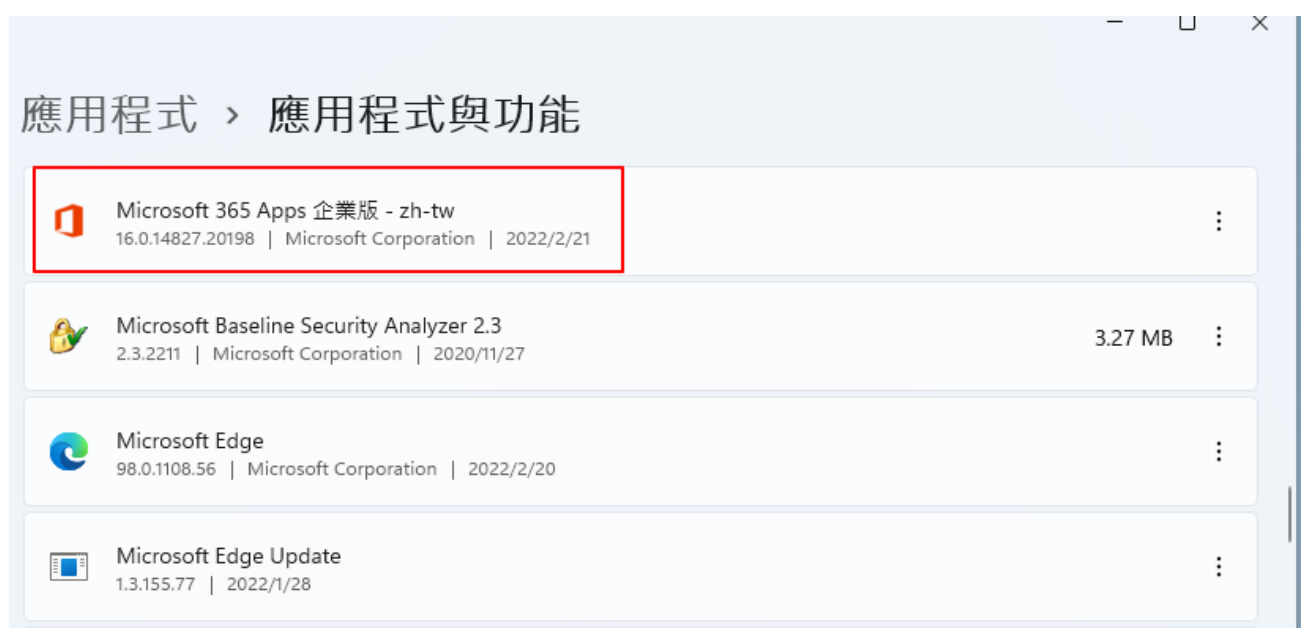 應用程式 › 應用程式與功能
Microsoft 365 Apps 企業版 - zh-tw
16.0.14827.20198 | Microsoft Corporation | 2022/2/21
Microsoft Baseline Security Analyzer 2.3
2.3.2211 | Microsoft Corporation | 2020/11/27
3.27 MB
Microsoft Edge
98.0.1108.56 | Microsoft Corporation | 2022/2/20
Microsoft Edge Update
1.3.155.77 | 2022/1/28